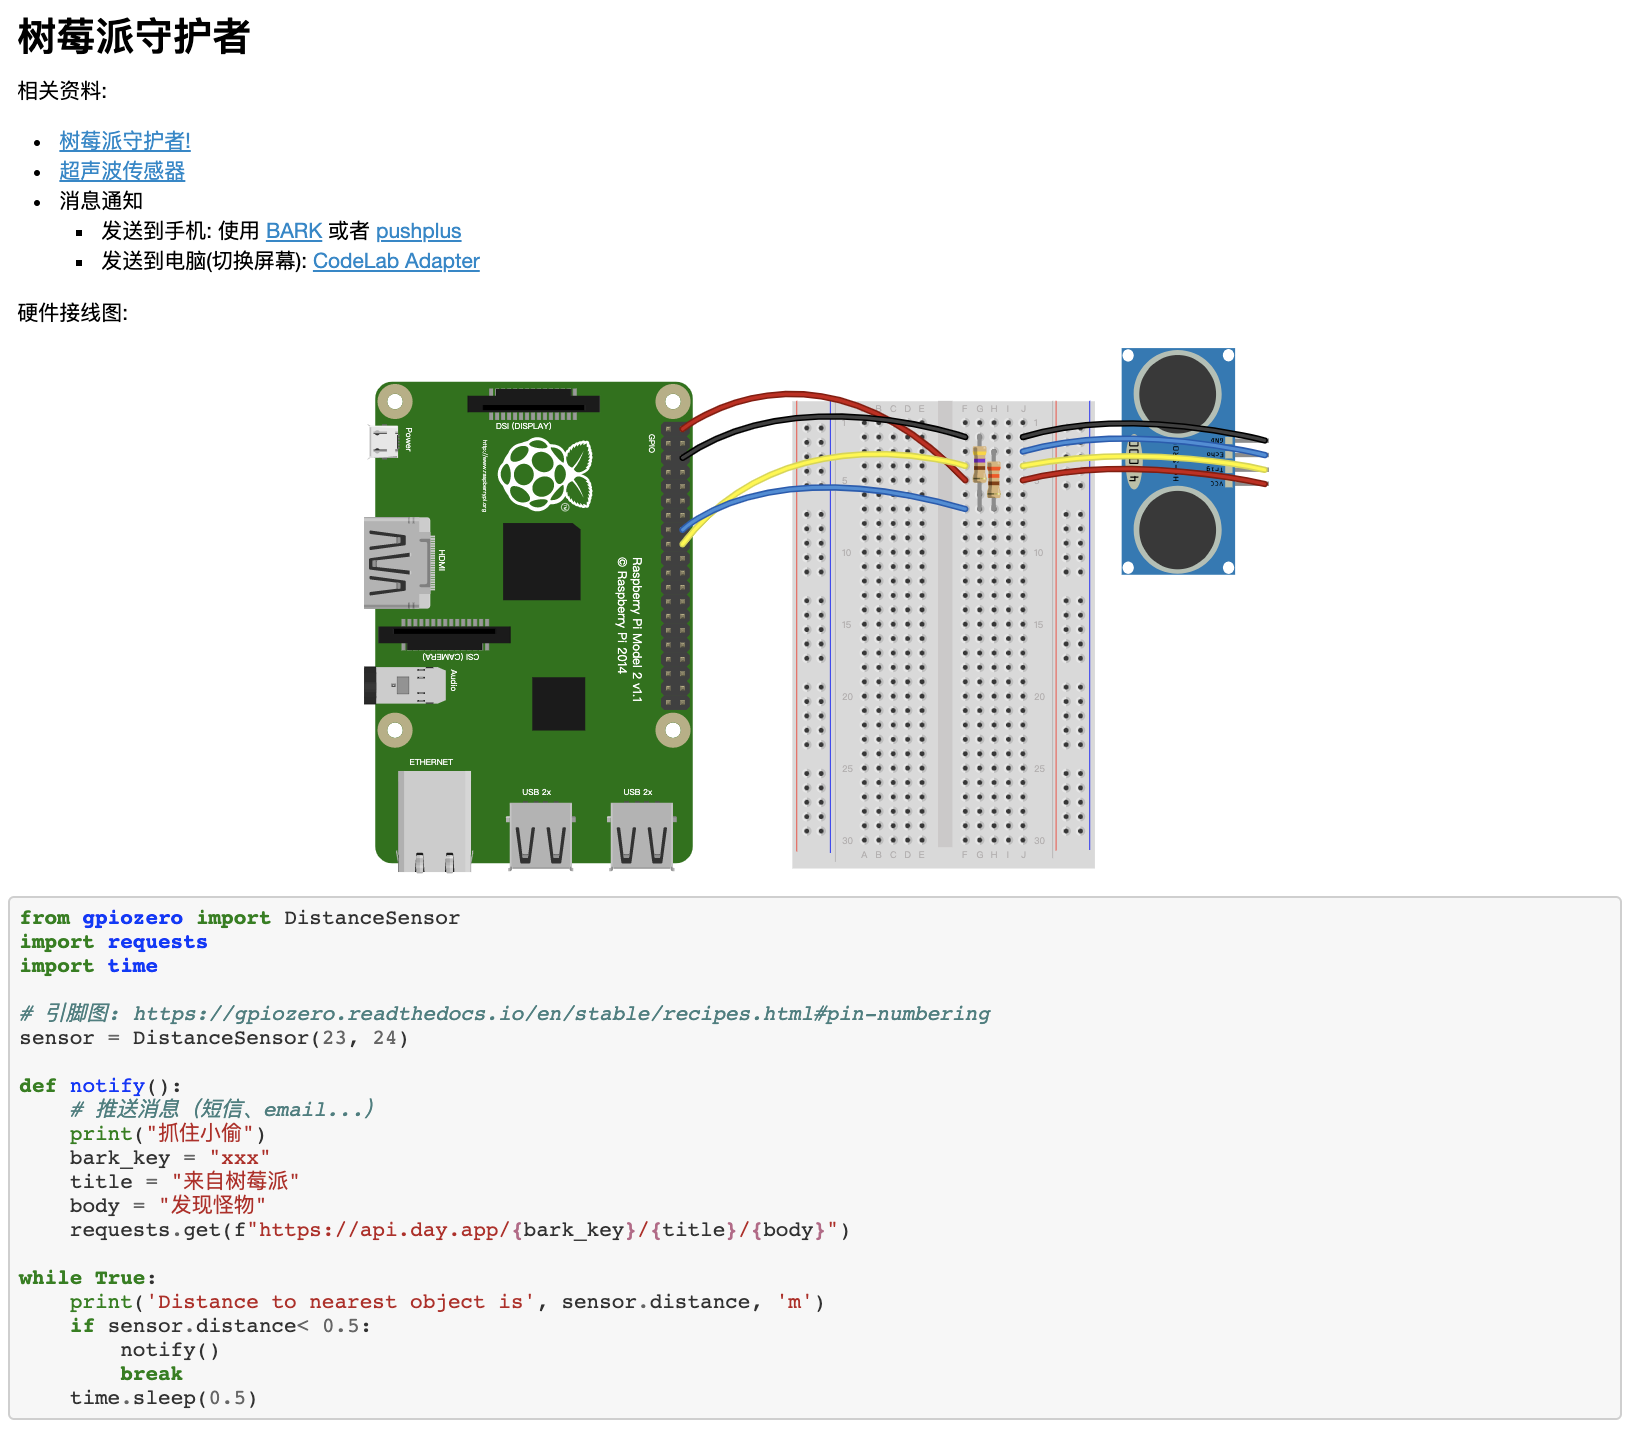 树莓派守护者
相关资料:
树莓派守护者!
超声波传感器
消息通知
发送到手机: 使用 BARK 或者 pushplus
发送到电脑(切换屏幕): CodeLab Adapter
硬件接线图:
DSI (DISPLAY)
Power
GPIO
http://www.raspberrypi.org
HDMI
Raspberry Pi Model 2 v1.1
© Raspberry Pi 2014
CSI (CAMERA)
Audio
ETHERNET
USB 2x
USB 2x
B C D E F G H I J
1
5
10 10
15 15
20 20
25 25
30 30
A B C D E F G H I J
GND
Echo
Trig
VCC
from gpiozero import DistanceSensor
import requests
import time
# 引脚图: https://gpiozero.readthedocs.io/en/stable/recipes.html#pin-numbering
sensor = DistanceSensor(23, 24)
def notify():
    # 推送消息（短信、email...）
    print("抓住小偷")
    bark_key = "xxx"
    title = "来自树莓派"
    body = "发现怪物"
    requests.get(f"https://api.day.app/{bark_key}/{title}/{body}")
while True:
    print('Distance to nearest object is', sensor.distance, 'm')
    if sensor.distance< 0.5:
        notify()
        break
    time.sleep(0.5)